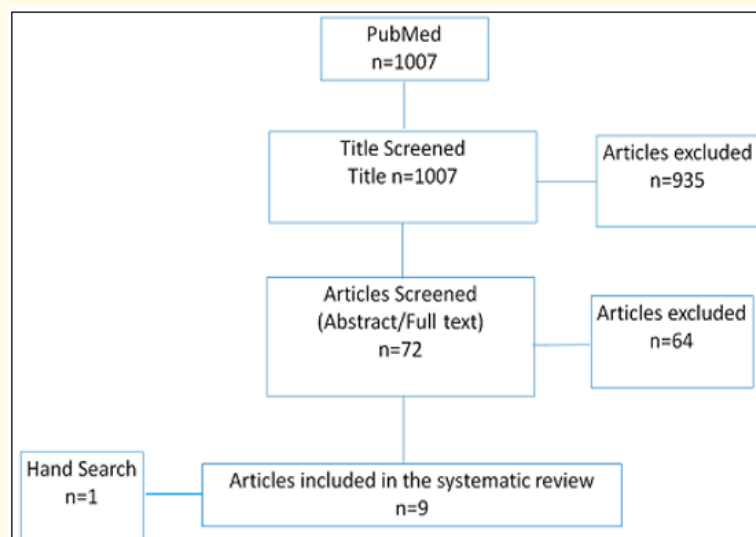 PubMed
n=1007
Title Screened
Title n=1007
Articles excluded
n=935
Articles Screened
(Abstract/Full text)
n=72
Articles excluded
n=64
Hand Search
n=1
Articles included in the systematic review
n=9